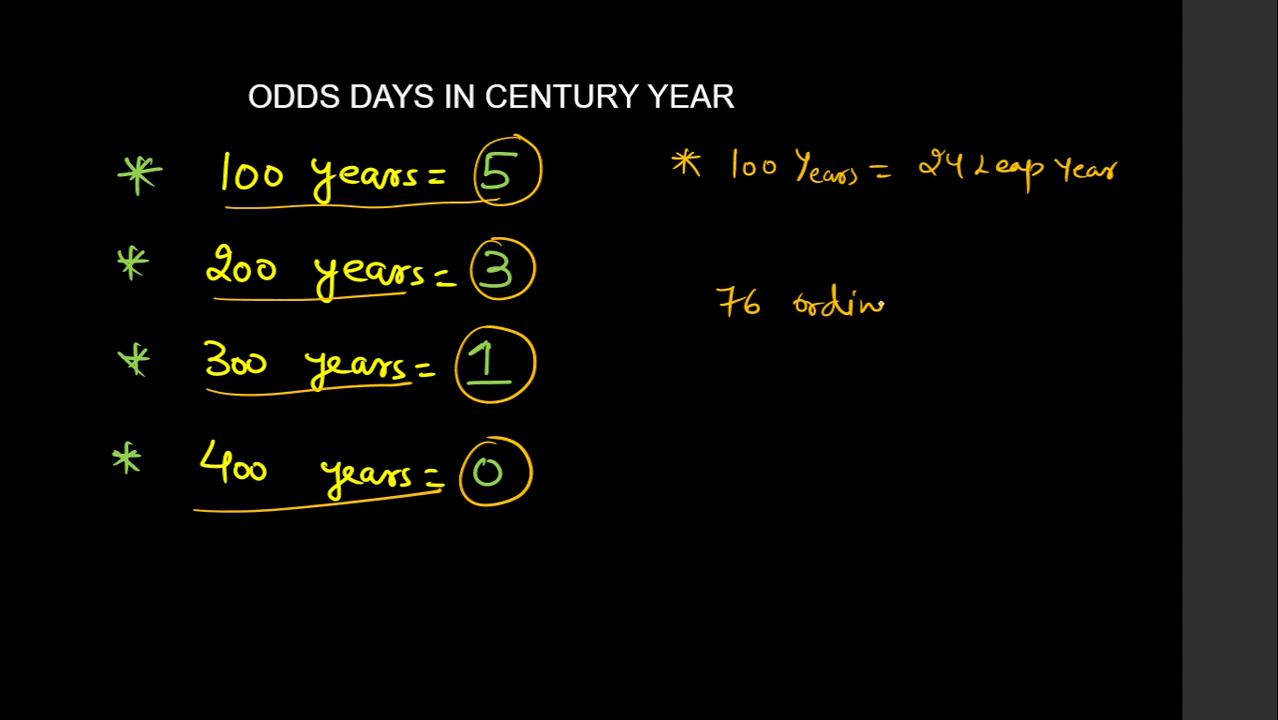 ODDS DAYS IN CENTURY YEAR
* 100 years = 5
* 200 years = 3
* 300 years = 1
* 400 years = 0
* 100 Years = 24 Leap Year
76 ordin